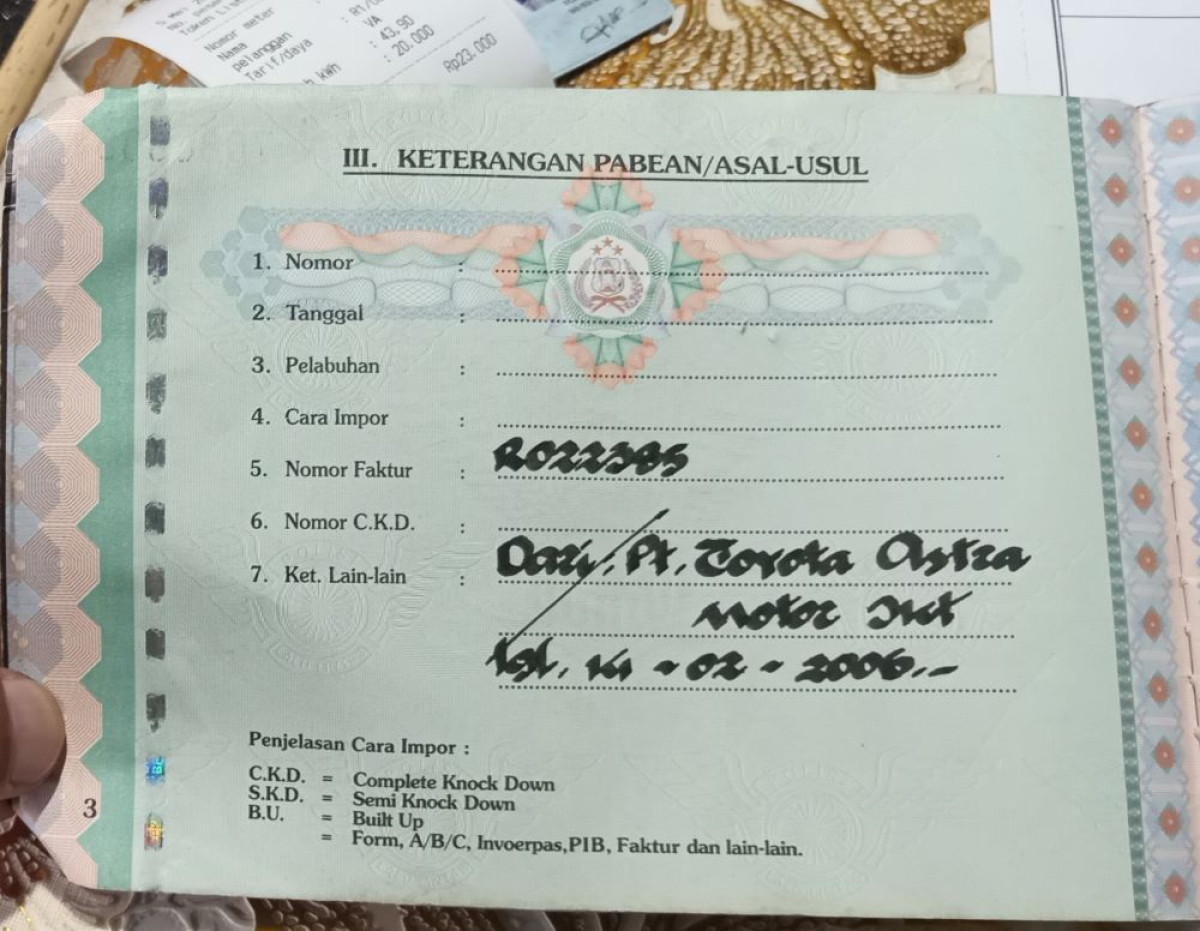 Nomor meter
Nama
pelanggan
Tarif/daya
VA
: 43,90
: 20.000
kWh
Rp23.000
III. KETERANGAN PABEAN/ASAL-USUL
1. Nomor :
2. Tanggal :
3. Pelabuhan :
4. Cara Impor :
5. Nomor Faktur : R022385
6. Nomor C.K.D. :
7. Ket. Lain-lain : Dari: Pt. Toyota Astra
Motor Jkt
tgl. 14 - 02 - 2006.-
Penjelasan Cara Impor :
C.K.D. = Complete Knock Down
S.K.D. = Semi Knock Down
B.U. = Built Up
= Form, A/B/C, Invoerpas,PIB, Faktur dan lain-lain.
3